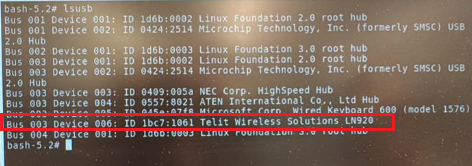 bash-5.2# lsusb
Bus 001 Device 001: ID 1d6b:0002 Linux Foundation 2.0 root hub
Bus 001 Device 002: ID 0424:2514 Microchip Technology, Inc. (formerly SMSC) USB
2.0 Hub
Bus 002 Device 001: ID 1d6b:0003 Linux Foundation 3.0 root hub
Bus 003 Device 001: ID 1d6b:0002 Linux Foundation 2.0 root hub
Bus 003 Device 002: ID 0424:2514 Microchip Technology, Inc. (formerly SMSC) USB
2.0 Hub
Bus 003 Device 003: ID 0409:005a NEC Corp. HighSpeed Hub
Bus 003 Device 004: ID 0557:8021 ATEN International Co., Ltd Hub
Bus 003 Device 005: ID 045e:07f8 Microsoft Corp. Wired Keyboard 600 (model 1576)
Bus 003 Device 006: ID 1bc7:1061 Telit Wireless Solutions LN920
Bus 004 Device 001: ID 1d6b:0003 Linux Foundation 3.0 root hub
bash-5.2#